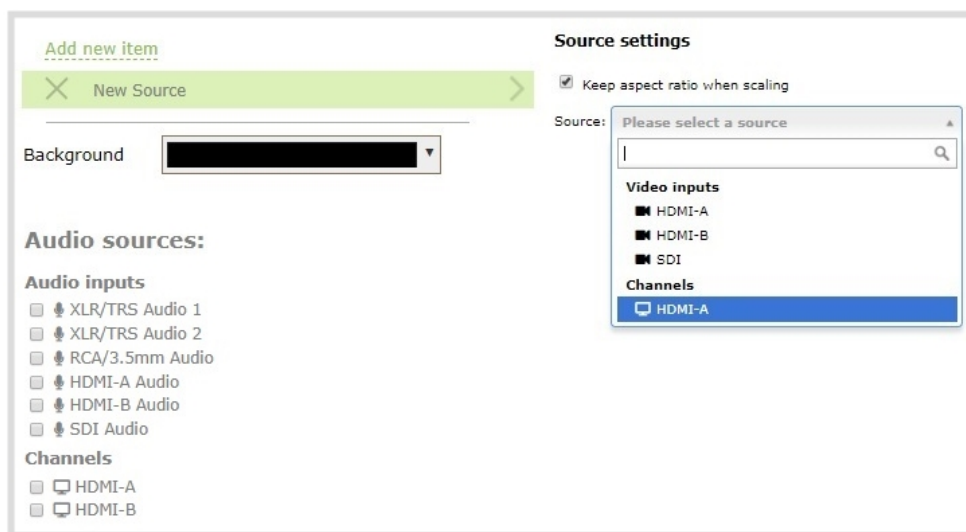 Add new item
New Source
Background
Audio sources:
Audio inputs
XLR/TRS Audio 1
XLR/TRS Audio 2
RCA/3.5mm Audio
HDMI-A Audio
HDMI-B Audio
SDI Audio
Channels
HDMI-A
HDMI-B
Source settings
Keep aspect ratio when scaling
Source: Please select a source
Video inputs
HDMI-A
HDMI-B
SDI
Channels
HDMI-A